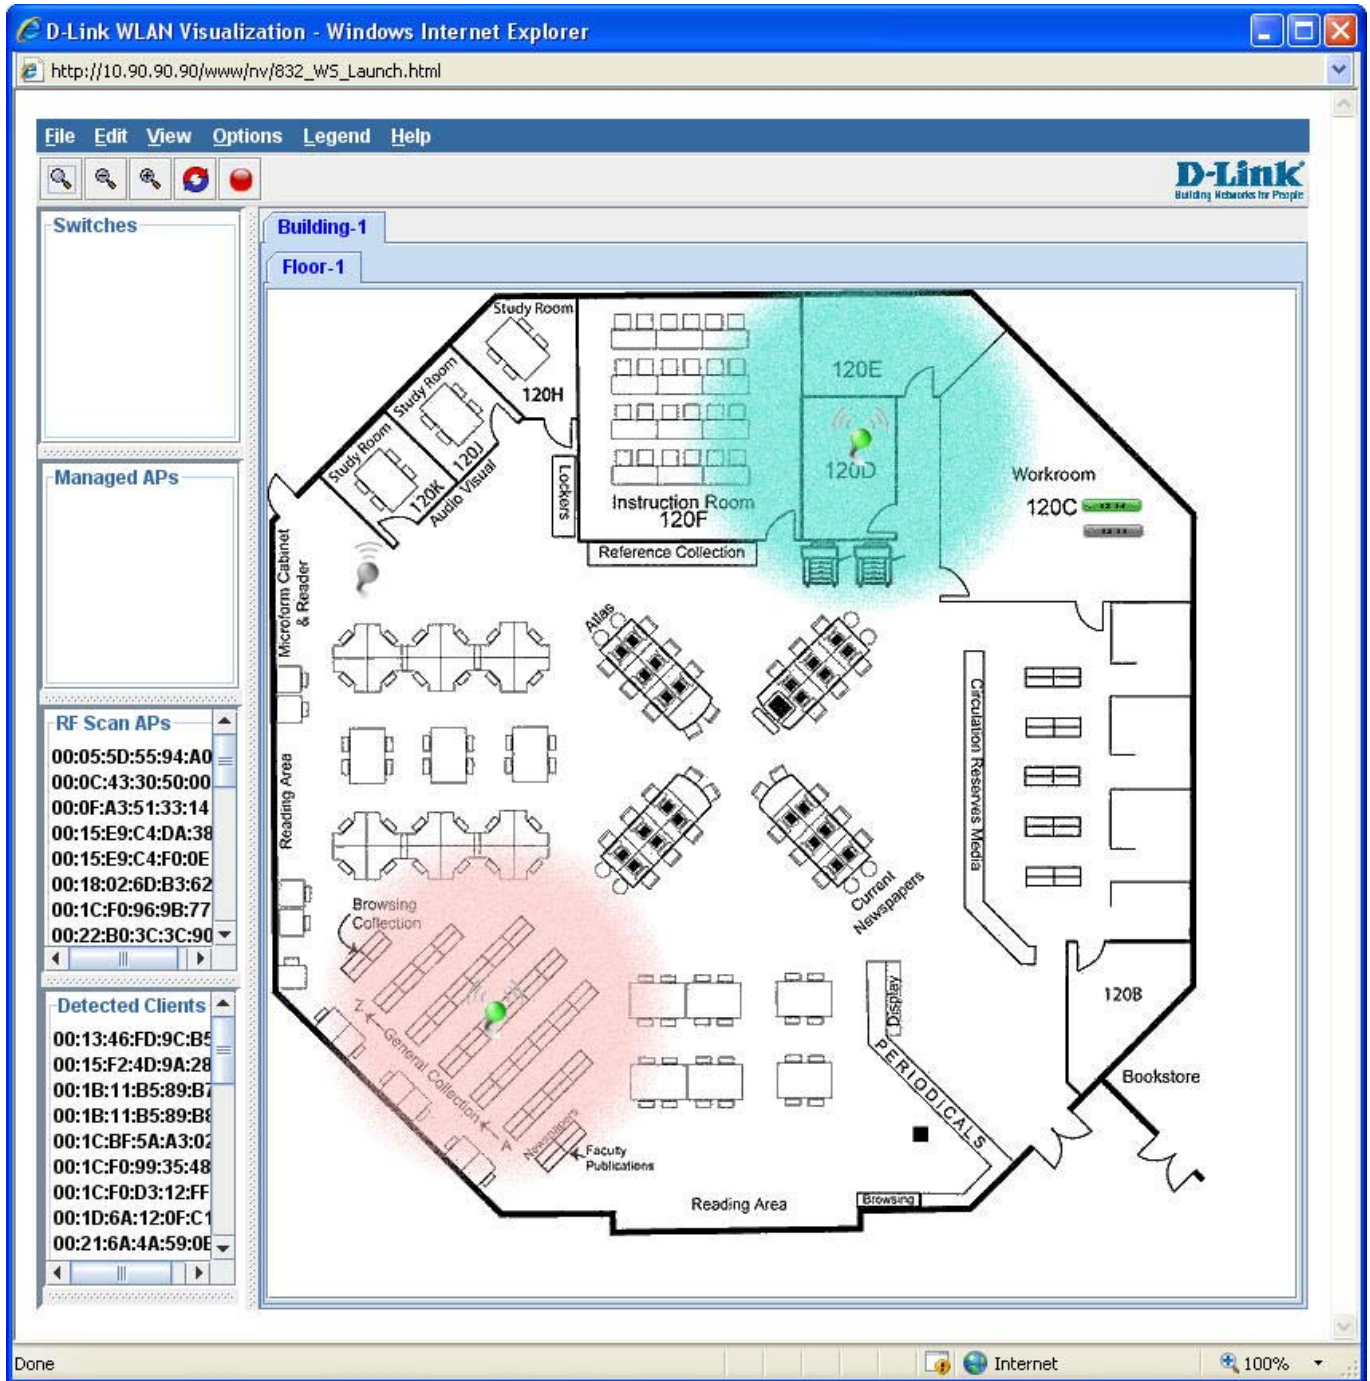 D-Link WLAN Visualization - Windows Internet Explorer
http://10.90.90.90/www/nv/832_WS_Launch.html
File Edit View Options Legend Help
D-Link
Building Networks for People
Switches
Managed APs
RF Scan APs
00:05:5D:55:94:A0
00:0C:43:30:50:00
00:0F:A3:51:33:14
00:15:E9:C4:DA:38
00:15:E9:C4:F0:0E
00:18:02:6D:B3:62
00:1C:F0:96:9B:77
00:22:B0:3C:3C:90
Detected Clients
00:13:46:FD:9C:B5
00:15:F2:4D:9A:28
00:1B:11:B5:89:B7
00:1B:11:B5:89:B8
00:1C:BF:5A:A3:02
00:1C:F0:99:35:48
00:1C:F0:D3:12:FF
00:1D:6A:12:0F:C1
00:21:6A:4A:59:0E
Building-1
Floor-1
Study Room
120H
Study Room
120J
Study Room
120K
Audio Visual
Lockers
Instruction Room
120F
Reference Collection
120E
120D
Workroom
120C
Microform Cabinet
& Reader
Atlas
Reading Area
Circulation Reserves Media
Current
Newspapers
Browsing
Collection
Z
General Collection
A
Newspapers
Faculty
Publications
Display
PERIODICALS
120B
Bookstore
Reading Area
Browsing
Done
Internet
100%